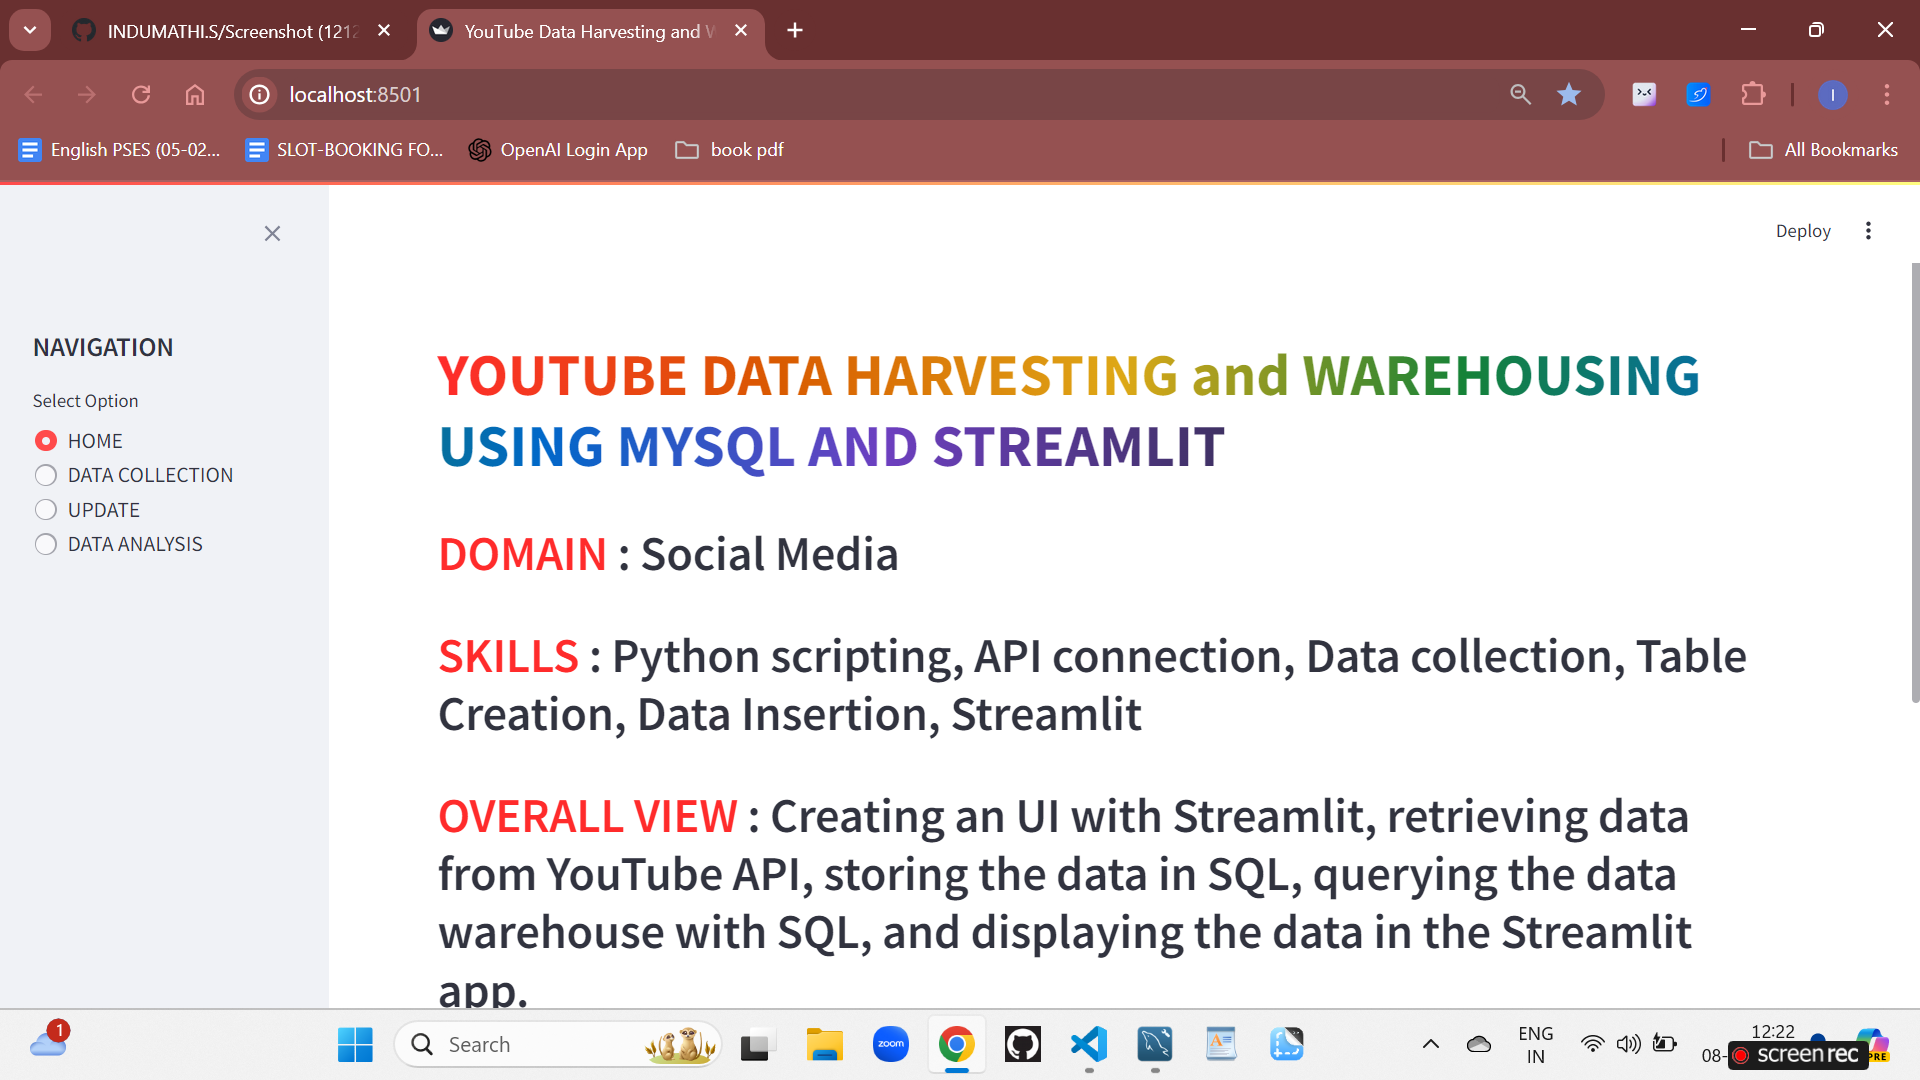 INDUMATHI.S/Screenshot (1212
YouTube Data Harvesting and W
localhost:8501
I
English PSES (05-02...
SLOT-BOOKING FO...
OpenAI Login App
book pdf
All Bookmarks
Deploy
NAVIGATION
Select Option
HOME
DATA COLLECTION
UPDATE
DATA ANALYSIS
YOUTUBE DATA HARVESTING and WAREHOUSING
USING MYSQL AND STREAMLIT
DOMAIN : Social Media
SKILLS : Python scripting, API connection, Data collection, Table
Creation, Data Insertion, Streamlit
OVERALL VIEW : Creating an UI with Streamlit, retrieving data
from YouTube API, storing the data in SQL, querying the data
warehouse with SQL, and displaying the data in the Streamlit
app.
1
Search
zoom
ENG
IN
12:22
08-
screenrec
PRE